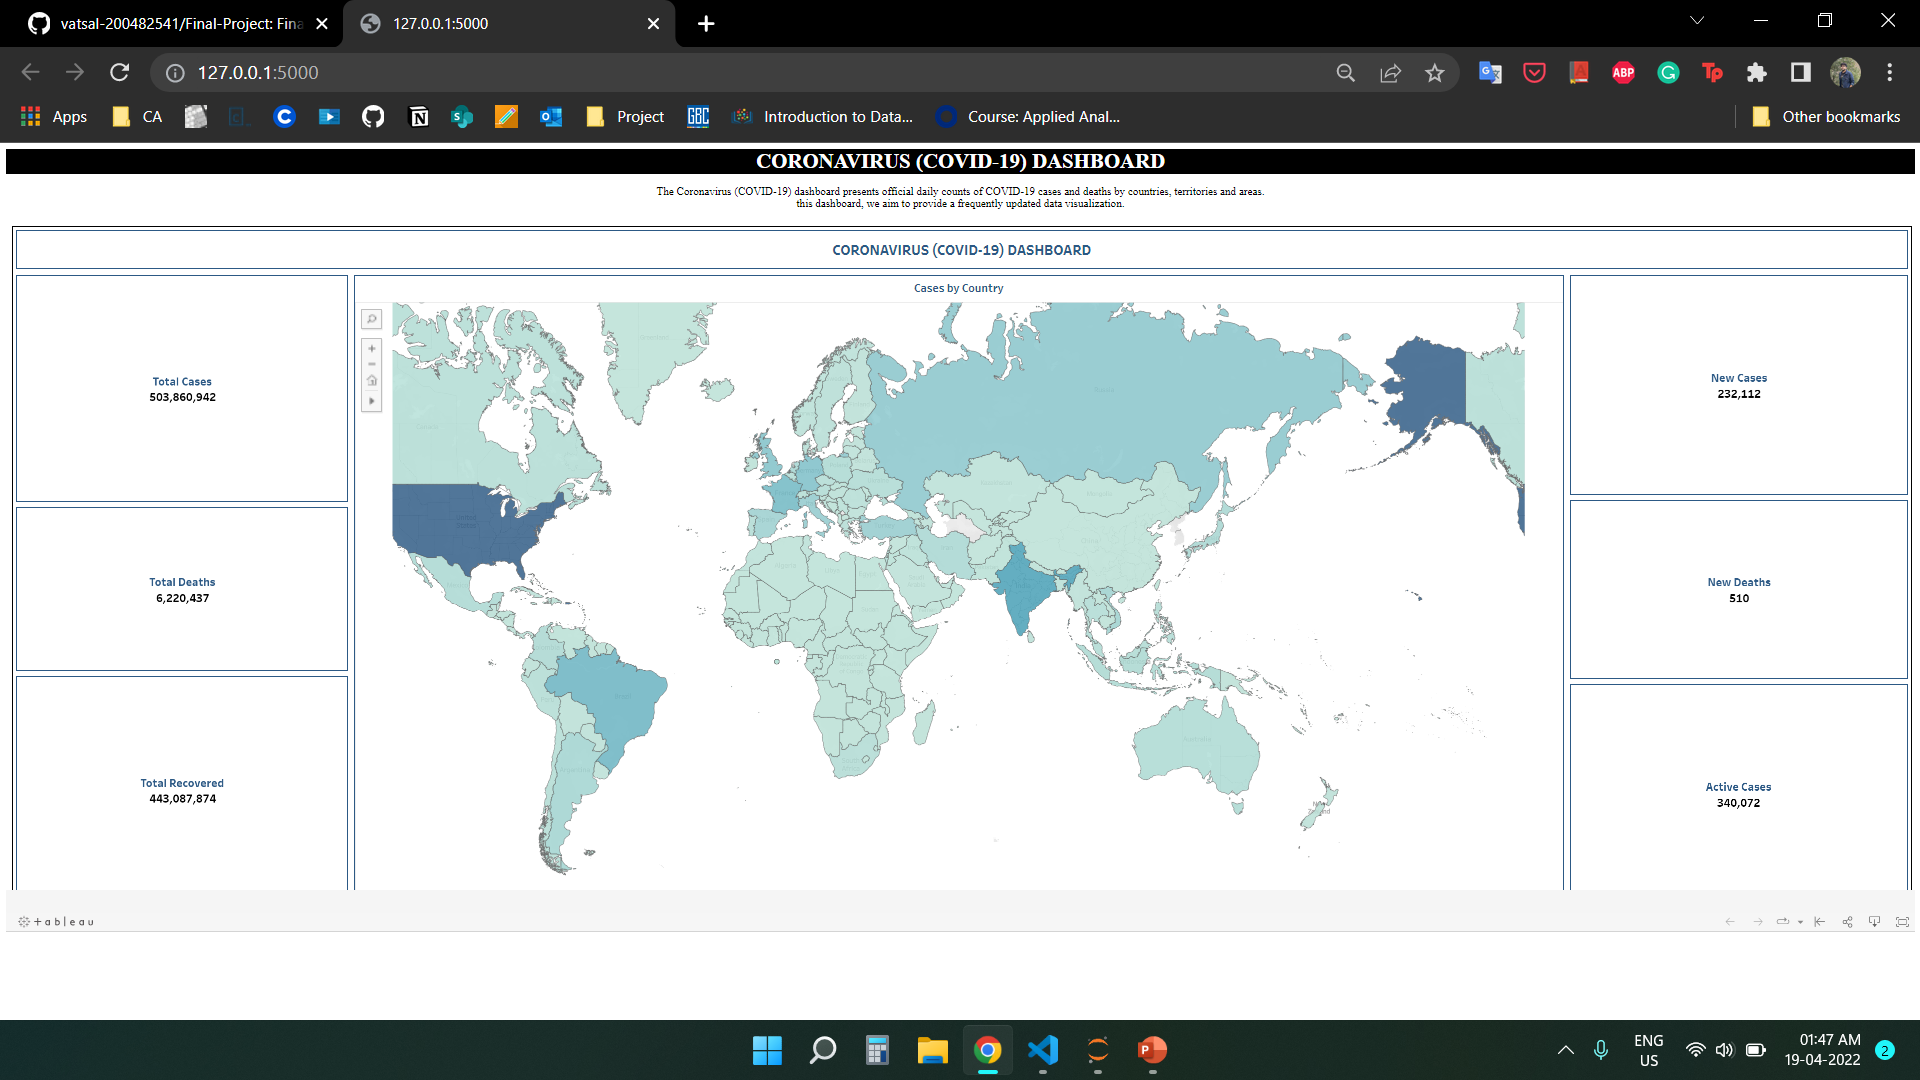 vatsal-200482541/Final-Project: Fina
127.0.0.1:5000
127.0.0.1:5000
ABP
Tp
Apps
CA
Project
GBC
Introduction to Data...
Course: Applied Anal...
Other bookmarks
CORONAVIRUS (COVID-19) DASHBOARD
The Coronavirus (COVID-19) dashboard presents official daily counts of COVID-19 cases and deaths by countries, territories and areas.
this dashboard, we aim to provide a frequently updated data visualization.
CORONAVIRUS (COVID-19) DASHBOARD
Total Cases
503,860,942
Total Deaths
6,220,437
Total Recovered
443,087,874
Cases by Country
New Cases
232,112
New Deaths
510
Active Cases
340,072
+ableau
ENG
US
01:47 AM
19-04-2022
2